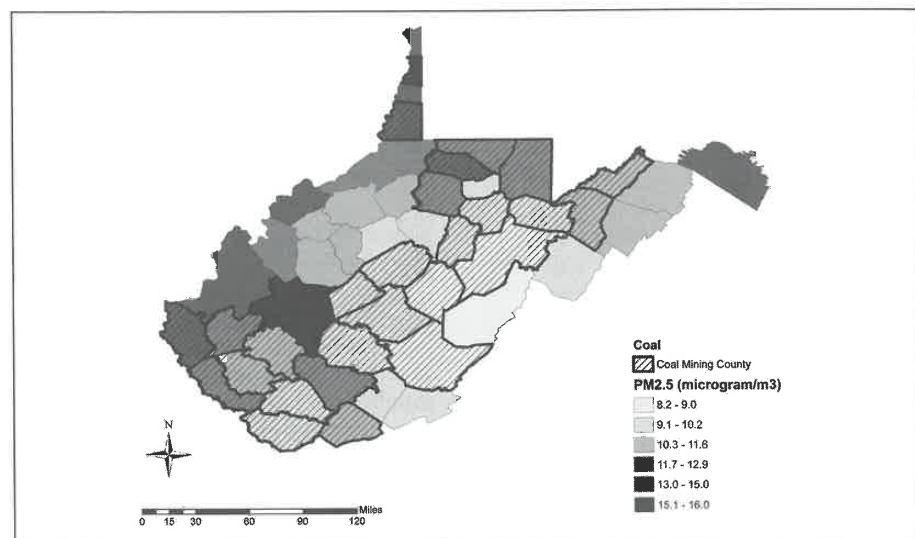 Coal
Coal Mining County
PM2.5 (microgram/m3)
8.2 - 9.0
9.1 - 10.2
10.3 - 11.6
11.7 - 12.9
13.0 - 15.0
15.1 - 16.0
N
Miles
0 15 30 60 90 120